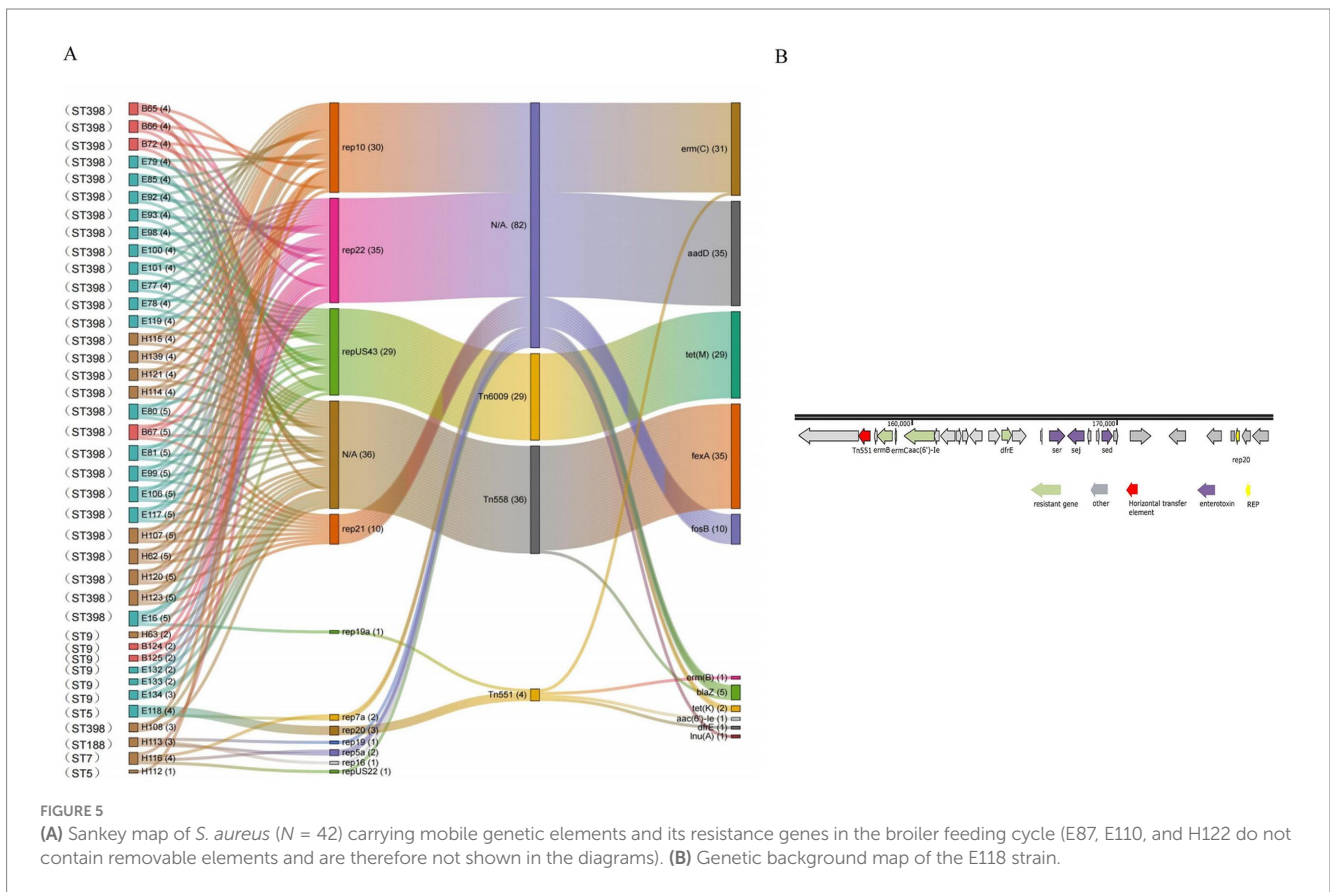 A
B
（ST398） B65 (4)
（ST398） B66 (4)
（ST398） B72 (4)
（ST398） E79 (4)
（ST398） E85 (4)
（ST398） E92 (4)
（ST398） E93 (4)
（ST398） E98 (4)
（ST398） E100 (4)
（ST398） E101 (4)
（ST398） E77 (4)
（ST398） E78 (4)
（ST398） E119 (4)
（ST398） H115 (4)
（ST398） H139 (4)
（ST398） H121 (4)
（ST398） H114 (4)
（ST398） E80 (5)
（ST398） B67 (5)
（ST398） E81 (5)
（ST398） E99 (5)
（ST398） E106 (5)
（ST398） E117 (5)
（ST398） H107 (5)
（ST398） H62 (5)
（ST398） H120 (5)
（ST398） H123 (5)
（ST398） E16 (5)
（ST9） H63 (2)
（ST9） B124 (2)
（ST9） B125 (2)
（ST9） E132 (2)
（ST9） E133 (2)
（ST9） E134 (3)
（ST5） E118 (4)
（ST398） H108 (3)
（ST188） H113 (3)
（ST7） H116 (4)
（ST5） H112 (1)
rep10 (30)
rep22 (35)
repUS43 (29)
N/A (36)
rep21 (10)
rep19a (1)
rep7a (2)
rep20 (3)
rep19 (1)
rep5a (2)
rep16 (1)
repUS22 (1)
N/A. (82)
Tn6009 (29)
Tn558 (36)
Tn551 (4)
erm(C) (31)
aadD (35)
tet(M) (29)
fexA (35)
fosB (10)
erm(B) (1)
blaZ (5)
tet(K) (2)
aac(6')-Ie (1)
dfrE (1)
lnu(A) (1)
160,000 170,000
Tn551 ermB ermCaac(6')-Ie dfrE ser sej sed rep20
resistant gene other Horizontal transfer element enterotoxin REP
FIGURE 5
(A) Sankey map of S. aureus (N = 42) carrying mobile genetic elements and its resistance genes in the broiler feeding cycle (E87, E110, and H122 do not
contain removable elements and are therefore not shown in the diagrams). (B) Genetic background map of the E118 strain.